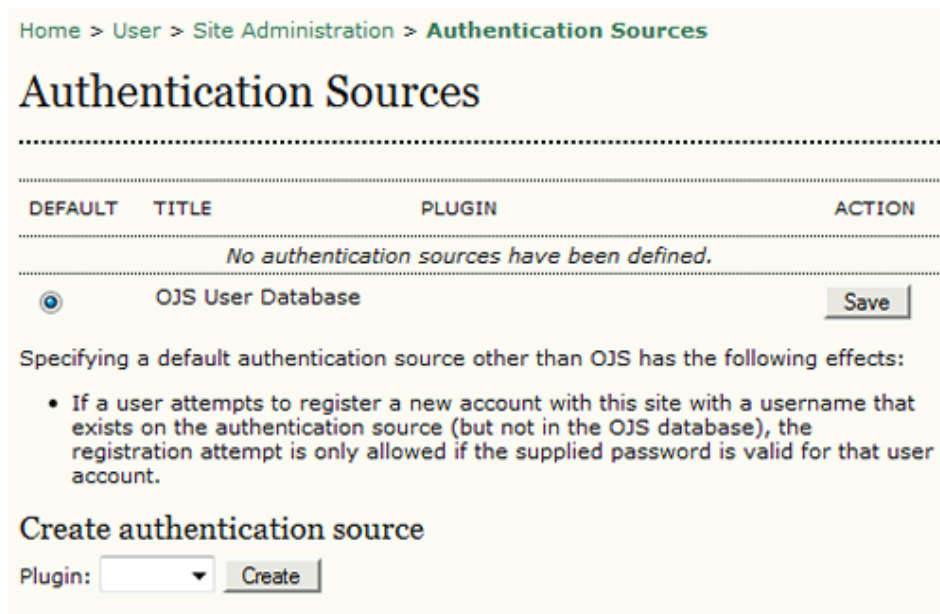 Home > User > Site Administration > Authentication Sources
Authentication Sources
DEFAULT TITLE PLUGIN ACTION
No authentication sources have been defined.
OJS User Database Save
Specifying a default authentication source other than OJS has the following effects:
• If a user attempts to register a new account with this site with a username that
exists on the authentication source (but not in the OJS database), the
registration attempt is only allowed if the supplied password is valid for that user
account.
Create authentication source
Plugin: Create